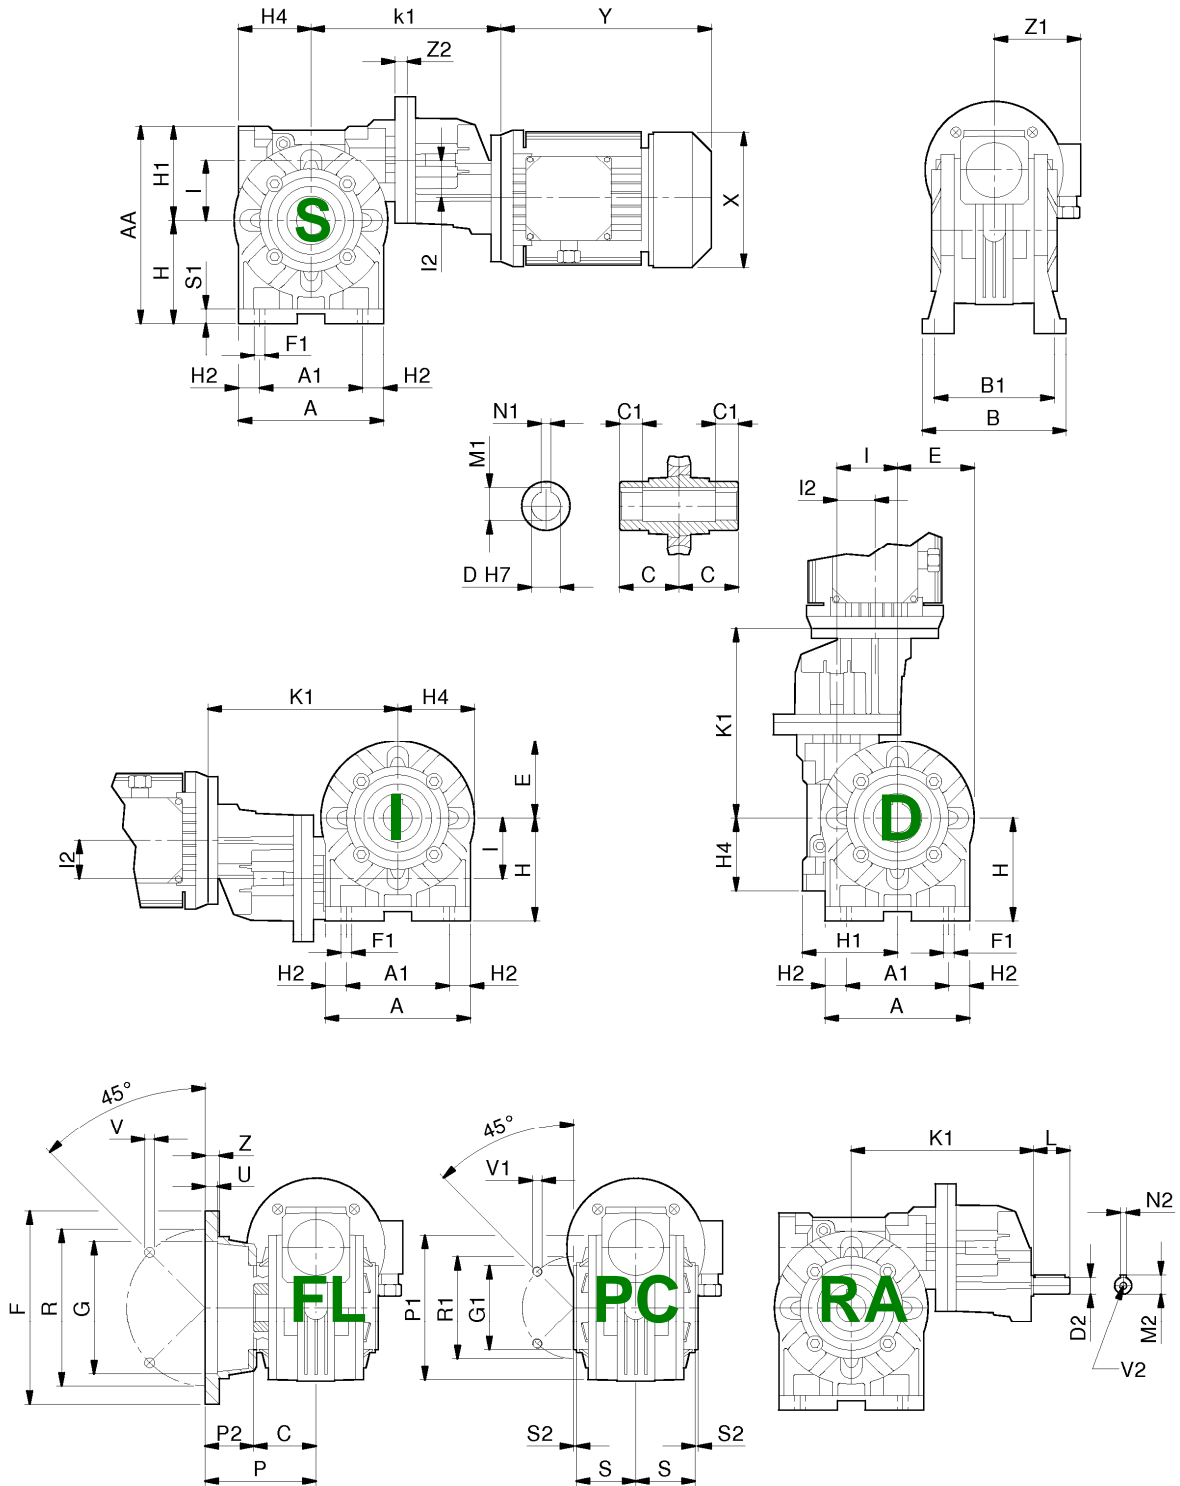 H4 k1 Y
Z1
Z2
H1
I
AA
S
X
H
S1
I2
F1
H2 A1 H2
A
B1
B
N1 C1 C1
M1
D H7
C C
I E
I2
K1 H4
K1
E
I
D
I2
I
H
H4
H
F1
H1 F1
H2 A1 H2
H2 A1 H2
A
A
45°
V
Z
U
F
R
G
FL
P2 C
P
45°
V1
P1
R1
G1
PC
S2 S2
S S
K1 L
N2
RA
D2
M2
V2